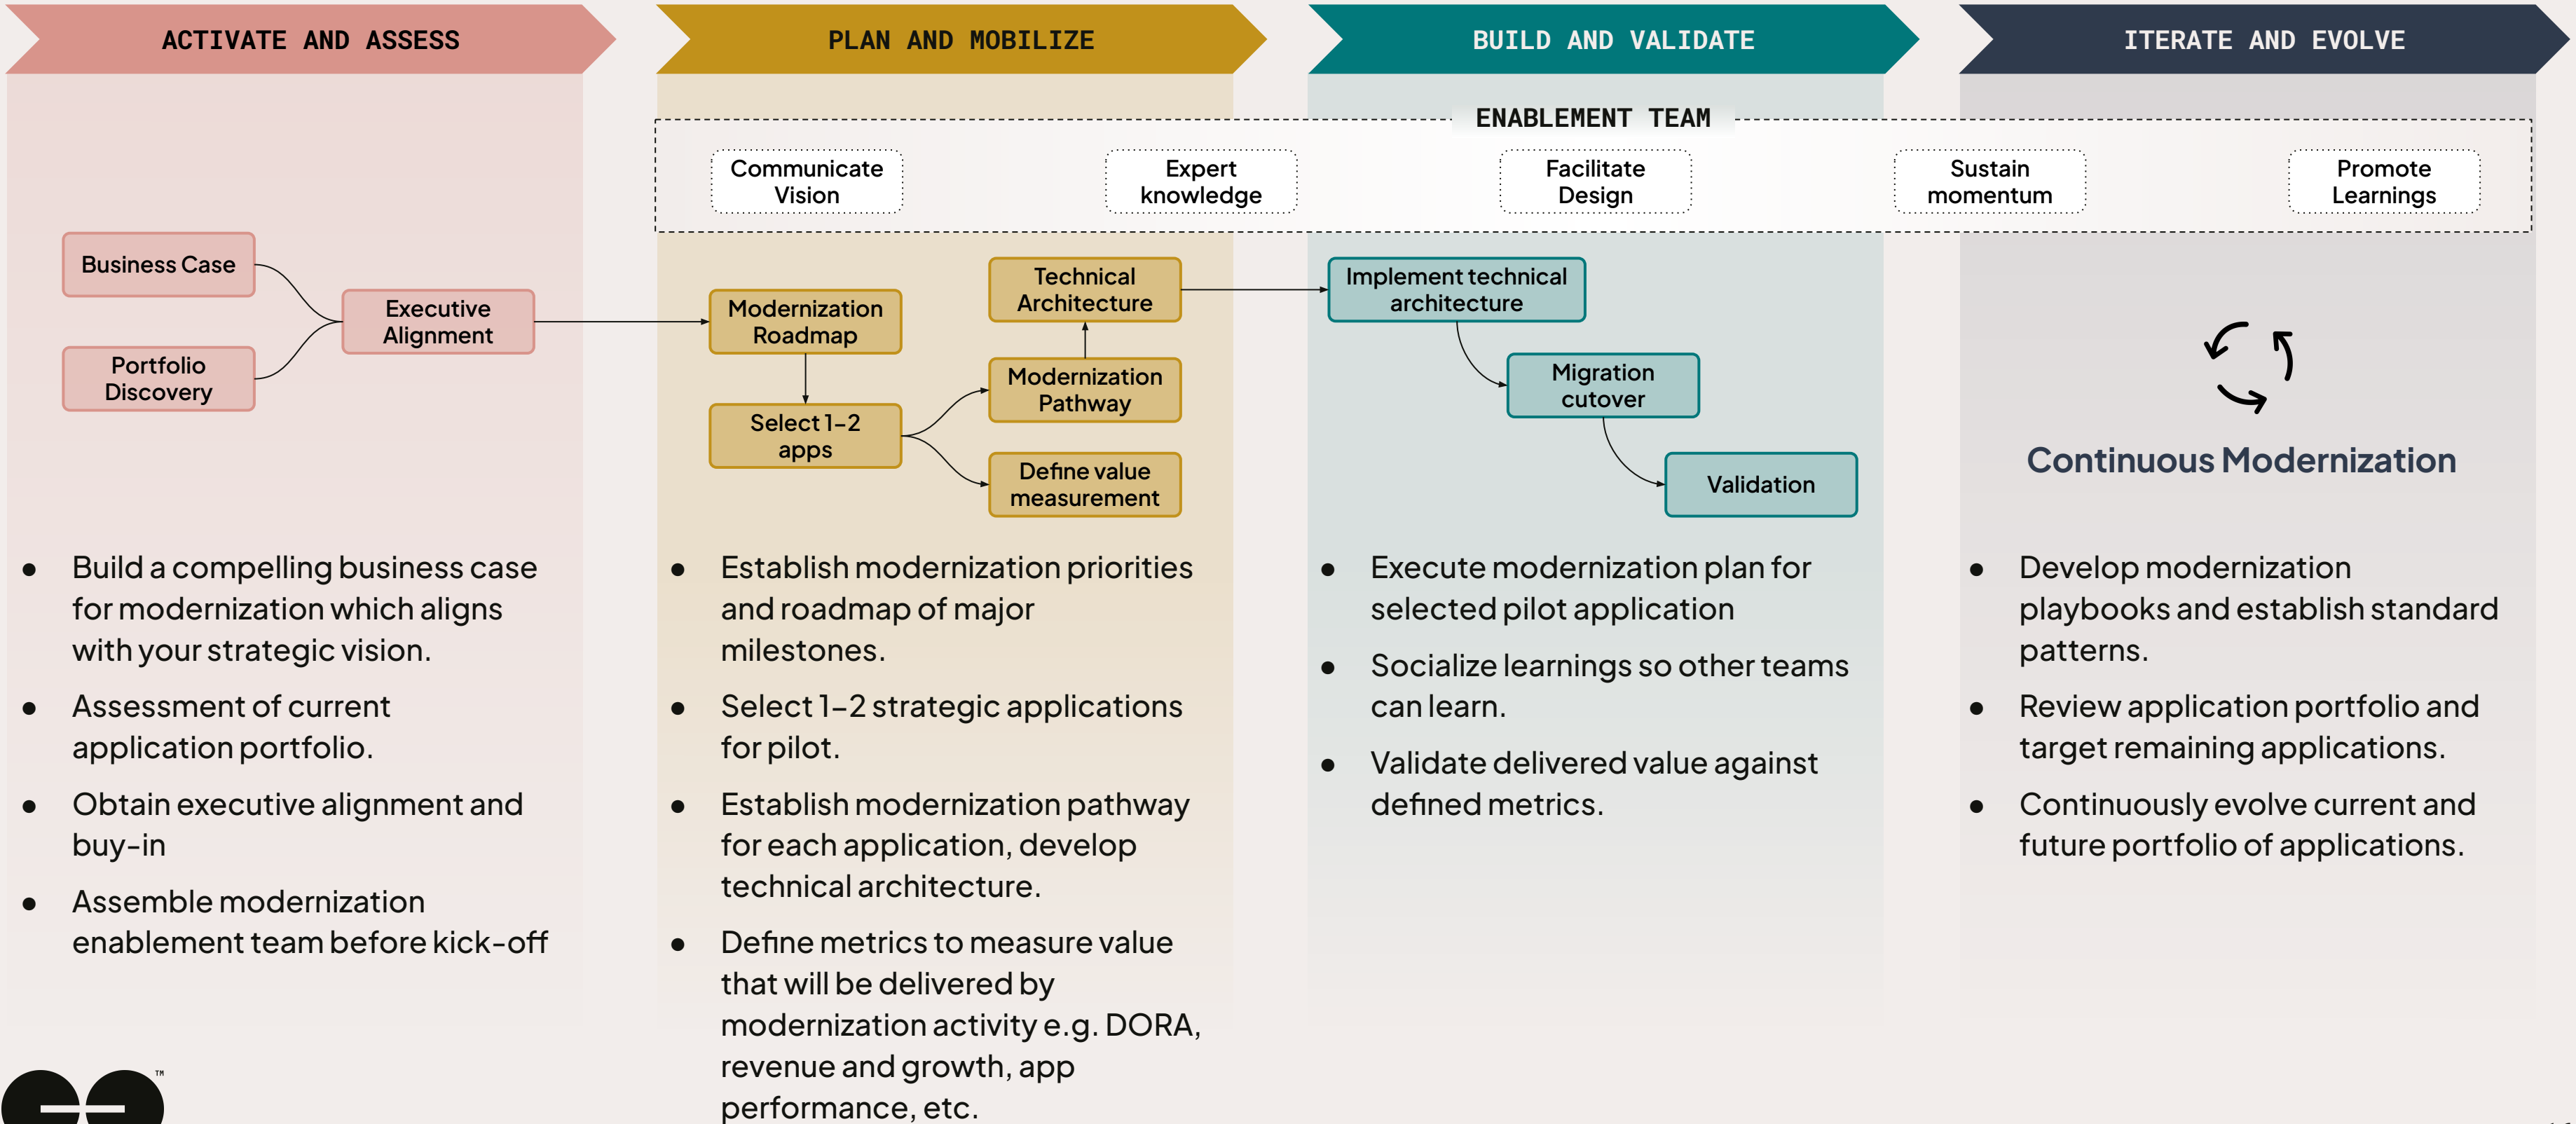 ACTIVATE AND ASSESS
PLAN AND MOBILIZE
BUILD AND VALIDATE
ITERATE AND EVOLVE
ENABLEMENT TEAM
Communicate
Vision
Expert
knowledge
Facilitate
Design
Sustain
momentum
Promote
Learnings
Business Case
Portfolio
Discovery
Executive
Alignment
Modernization
Roadmap
Select 1–2
apps
Technical
Architecture
Modernization
Pathway
Define value
measurement
Implement technical
architecture
Migration
cutover
Validation
Continuous Modernization
● Build a compelling business case
for modernization which aligns
with your strategic vision.
● Assessment of current
application portfolio.
● Obtain executive alignment and
buy-in
● Assemble modernization
enablement team before kick-off
● Establish modernization priorities
and roadmap of major
milestones.
● Select 1–2 strategic applications
for pilot.
● Establish modernization pathway
for each application, develop
technical architecture.
● Define metrics to measure value
that will be delivered by
modernization activity e.g. DORA,
revenue and growth, app
performance, etc.
● Execute modernization plan for
selected pilot application
● Socialize learnings so other teams
can learn.
● Validate delivered value against
defined metrics.
● Develop modernization
playbooks and establish standard
patterns.
● Review application portfolio and
target remaining applications.
● Continuously evolve current and
future portfolio of applications.
TM